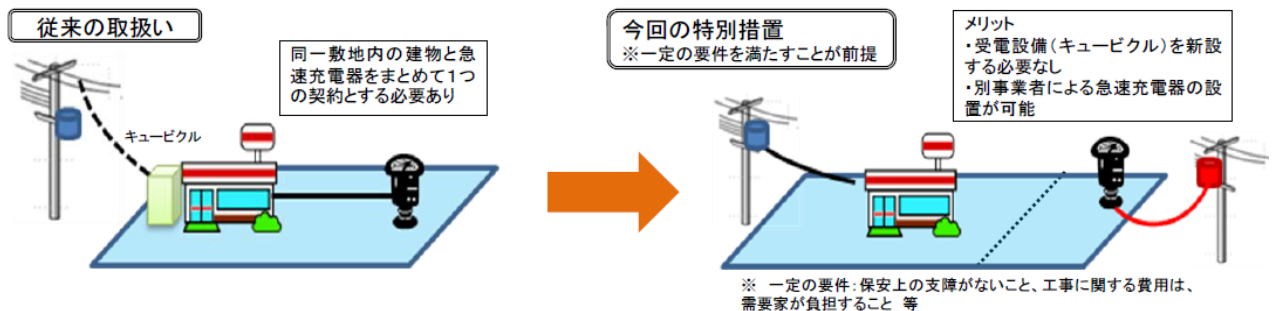 従来の取扱い
同一敷地内の建物と急
速充電器をまとめて1つ
の契約とする必要あり
キュービクル
今回の特別措置
※一定の要件を満たすことが前提
メリット
・受電設備(キュービクル)を新設
する必要なし
・別事業者による急速充電器の設
置が可能
※ 一定の要件:保安上の支障がないこと、工事に関する費用は、
需要家が負担すること 等